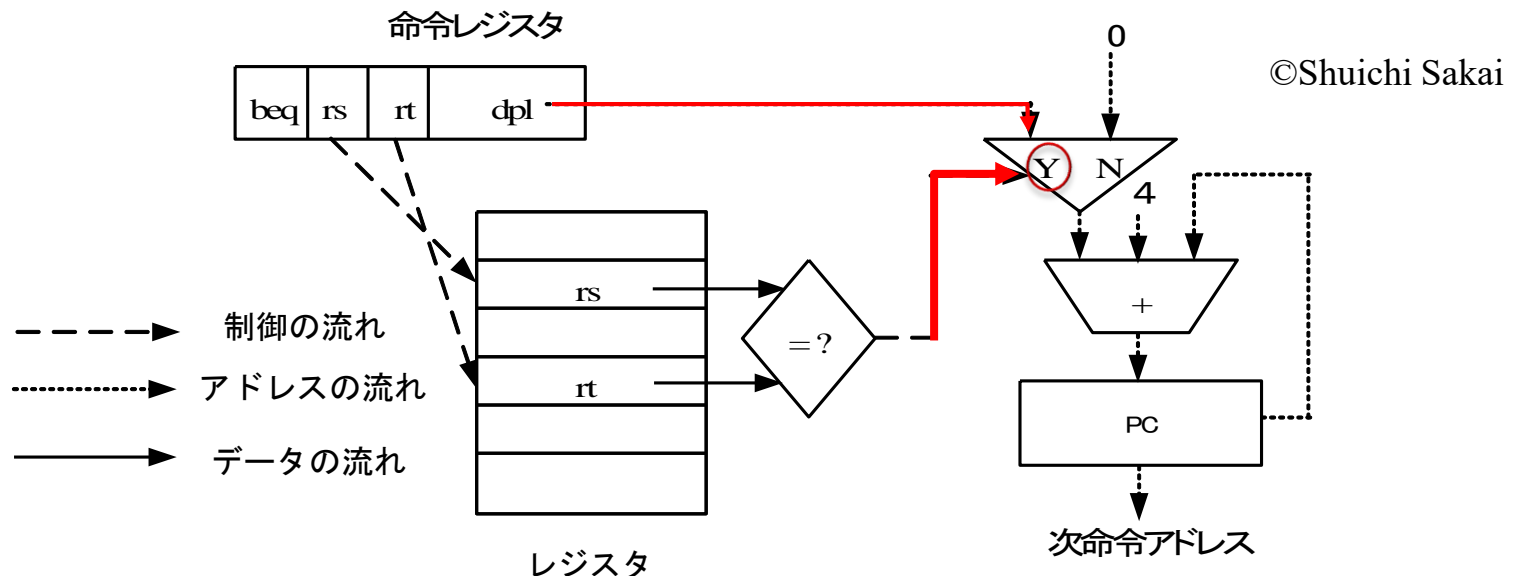 命令レジスタ
0
©Shuichi Sakai
beq rs rt dpl
Y N
4
rs
+
制御の流れ
=?
アドレスの流れ
rt
PC
データの流れ
次命令アドレス
レジスタ